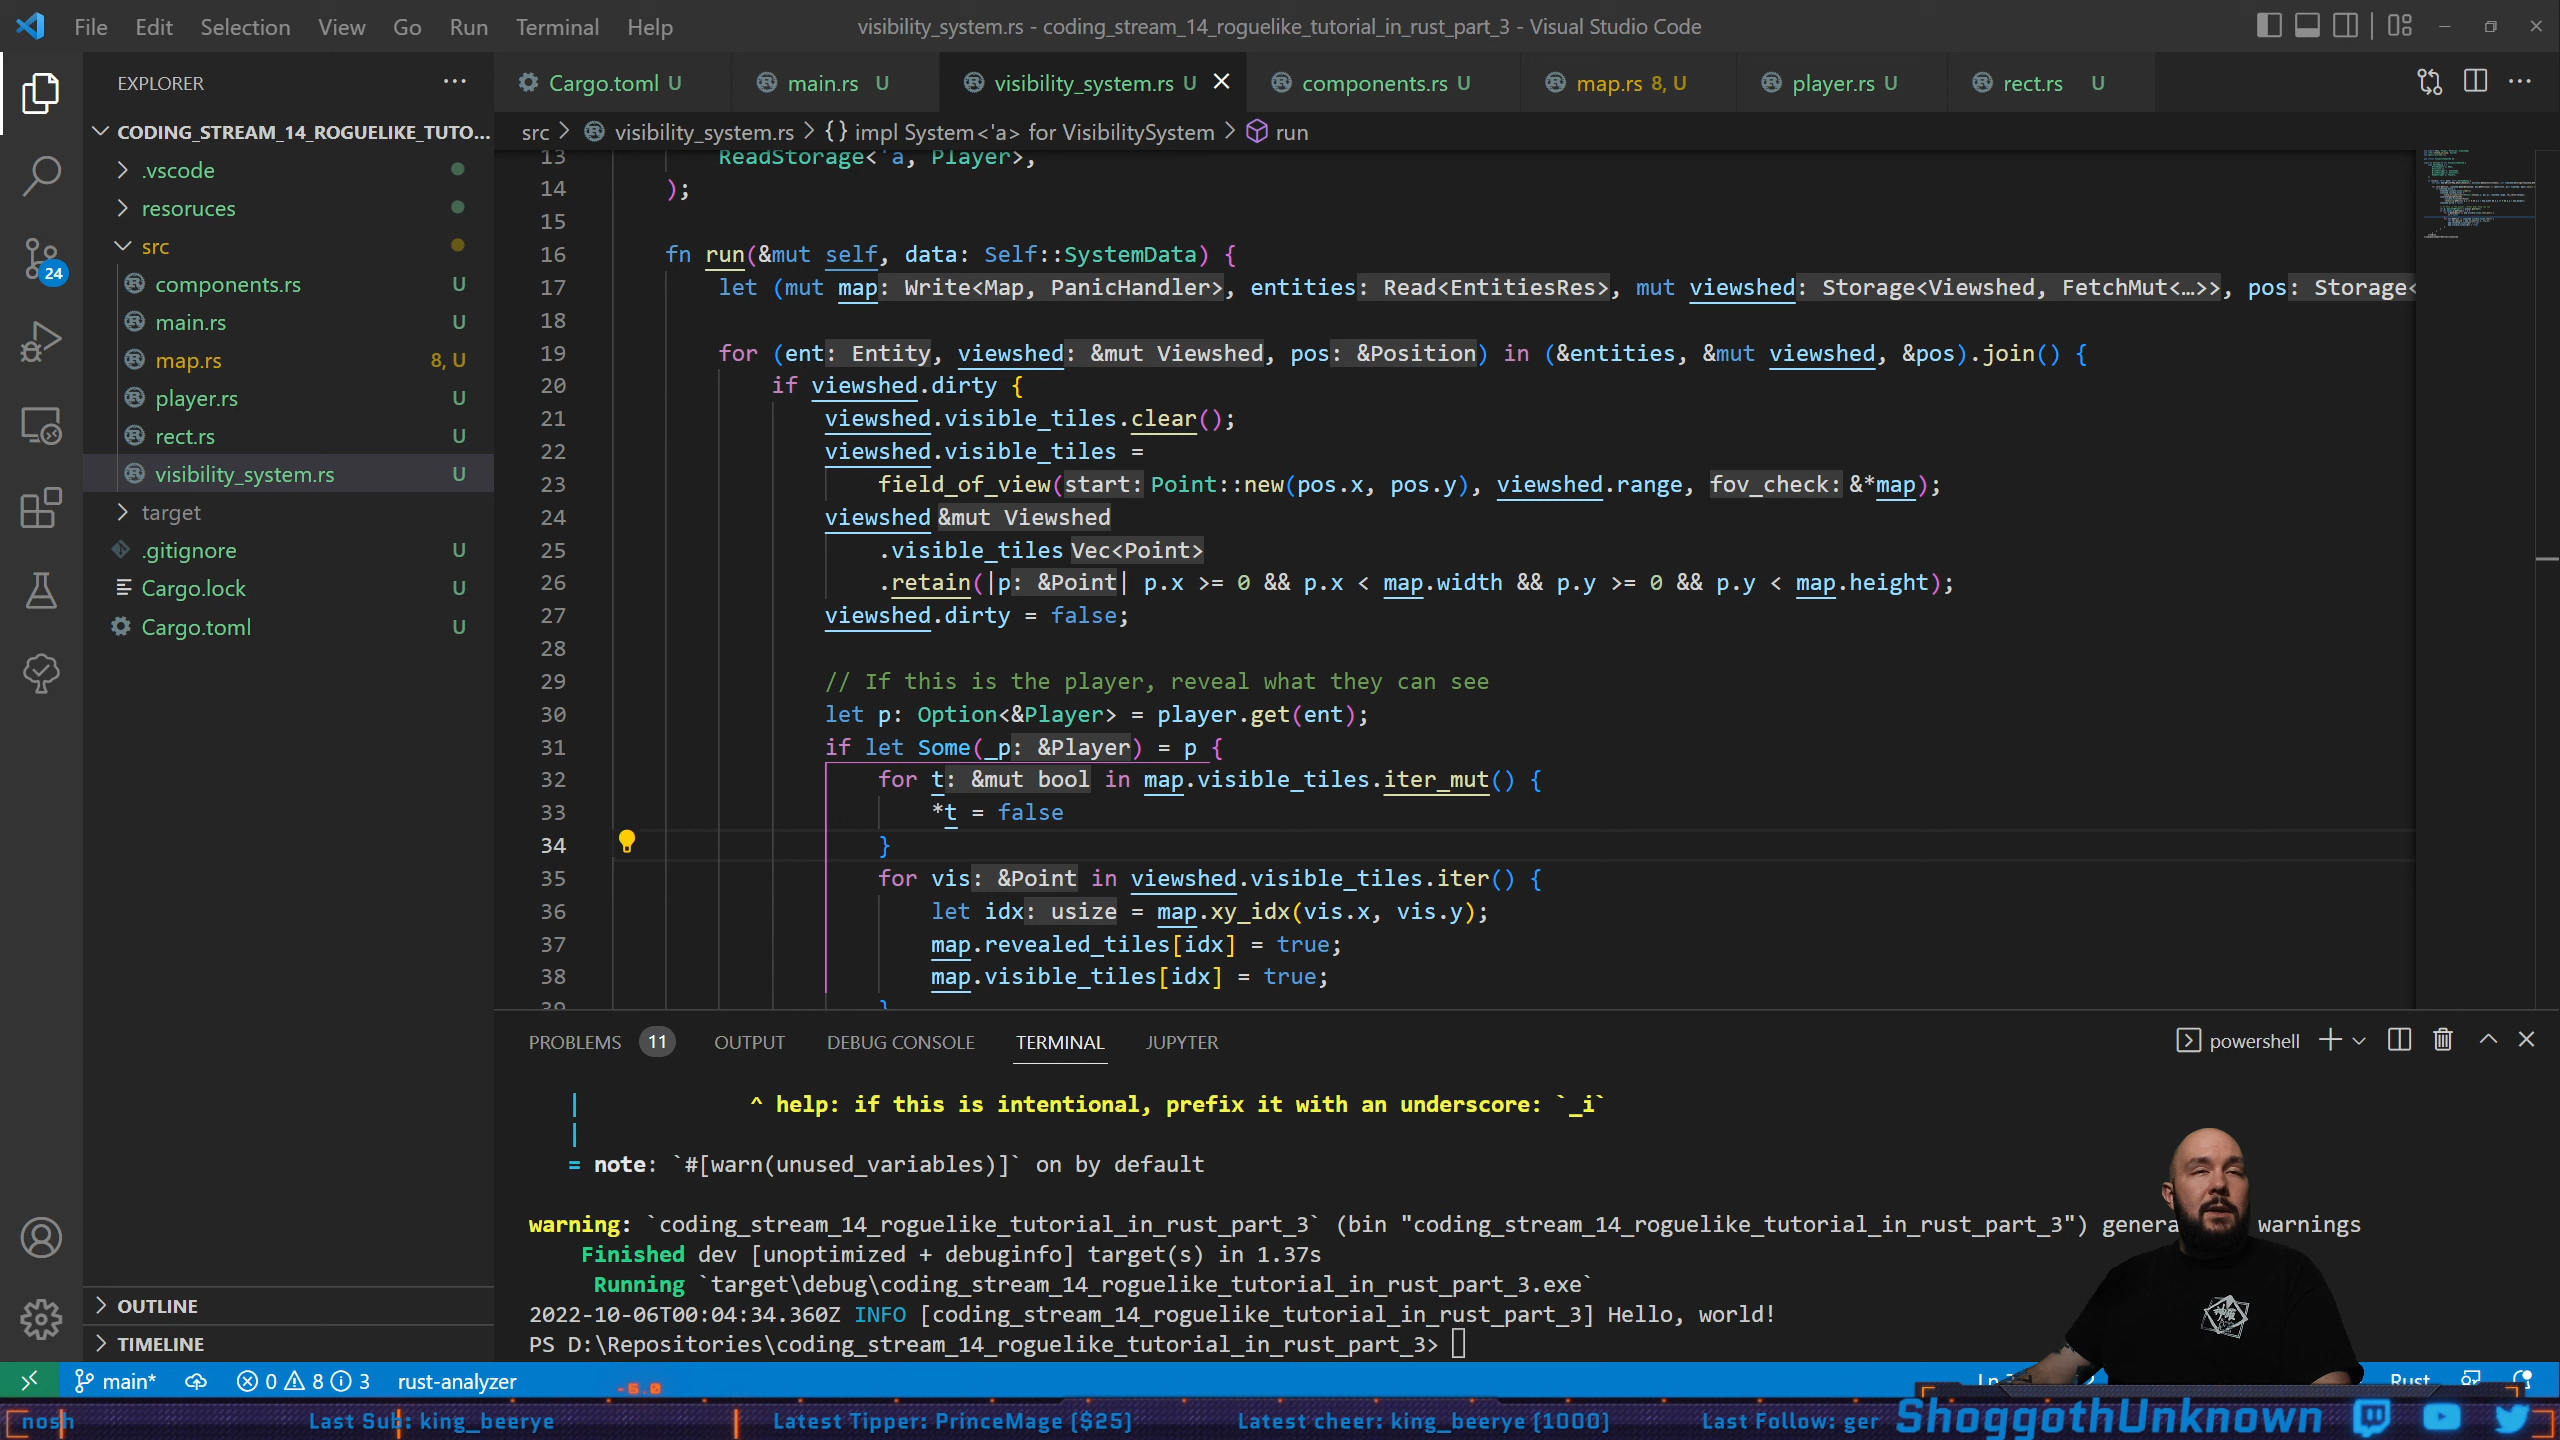 File Edit Selection View Go Run Terminal Help
visibility_system.rs - coding_stream_14_roguelike_tutorial_in_rust_part_3 - Visual Studio Code
EXPLORER
CODING_STREAM_14_ROGUELIKE_TUTO...
.vscode
resoruces
src
components.rs U
main.rs U
map.rs 8, U
player.rs U
rect.rs U
visibility_system.rs U
target
.gitignore U
Cargo.lock U
Cargo.toml U
OUTLINE
TIMELINE
24
Cargo.toml U main.rs U visibility_system.rs U components.rs U map.rs 8, U player.rs U rect.rs U
src > visibility_system.rs > {} impl System<'a> for VisibilitySystem > run
13 ReadStorage<'a, Player>,
14 );
15
16 fn run(&mut self, data: Self::SystemData) {
17 let (mut map: Write<Map, PanicHandler>, entities: Read<EntitiesRes>, mut viewshed: Storage<Viewshed, FetchMut<…>>, pos: Storage<
18
19 for (ent: Entity, viewshed: &mut Viewshed, pos: &Position) in (&entities, &mut viewshed, &pos).join() {
20 if viewshed.dirty {
21 viewshed.visible_tiles.clear();
22 viewshed.visible_tiles =
23 field_of_view(start: Point::new(pos.x, pos.y), viewshed.range, fov_check: &*map);
24 viewshed &mut Viewshed
25 .visible_tiles Vec<Point>
26 .retain(|p: &Point| p.x >= 0 && p.x < map.width && p.y >= 0 && p.y < map.height);
27 viewshed.dirty = false;
28
29 // If this is the player, reveal what they can see
30 let p: Option<&Player> = player.get(ent);
31 if let Some(_p: &Player) = p {
32 for t: &mut bool in map.visible_tiles.iter_mut() {
33 *t = false
34 }
35 for vis: &Point in viewshed.visible_tiles.iter() {
36 let idx: usize = map.xy_idx(vis.x, vis.y);
37 map.revealed_tiles[idx] = true;
38 map.visible_tiles[idx] = true;
39 }
PROBLEMS 11 OUTPUT DEBUG CONSOLE TERMINAL JUPYTER
powershell
| ^ help: if this is intentional, prefix it with an underscore: `_i`
|
= note: `#[warn(unused_variables)]` on by default
warning: `coding_stream_14_roguelike_tutorial_in_rust_part_3` (bin "coding_stream_14_roguelike_tutorial_in_rust_part_3") genera warnings
Finished dev [unoptimized + debuginfo] target(s) in 1.37s
Running `target\debug\coding_stream_14_roguelike_tutorial_in_rust_part_3.exe`
2022-10-06T00:04:34.360Z INFO [coding_stream_14_roguelike_tutorial_in_rust_part_3] Hello, world!
PS D:\Repositories\coding_stream_14_roguelike_tutorial_in_rust_part_3>
main* 0 8 3 rust-analyzer
Ln Rust
-6.0
nosh Last Sub: king_beerye Latest Tipper: PrinceMage ($25) Latest cheer: king_beerye (1000) Last Follow: ger
ShoggothUnknown